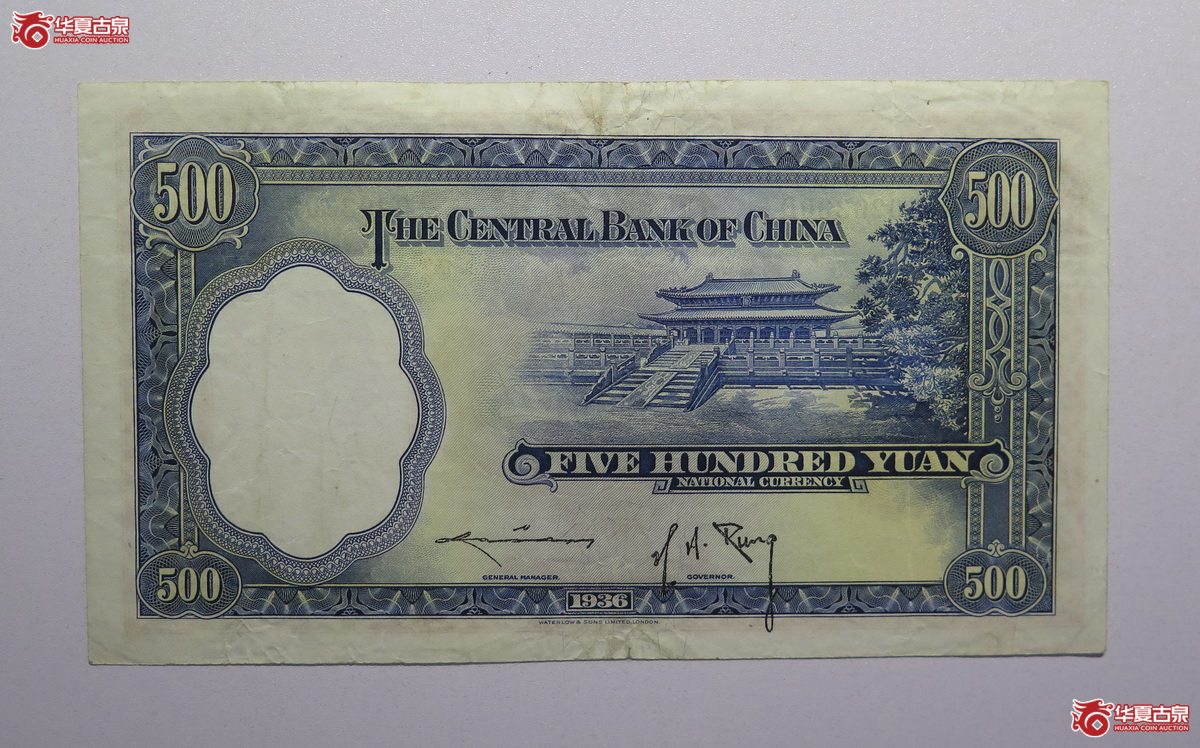 华夏古泉
HUAXIA COIN AUCTION
500
500
THE CENTRAL BANK OF CHINA
FIVE HUNDRED YUAN
NATIONAL CURRENCY
H. H. Kung
GENERAL MANAGER.
GOVERNOR.
500
1936
500
WATERLOW & SONS LIMITED, LONDON.
华夏古泉
HUAXIA COIN AUCTION